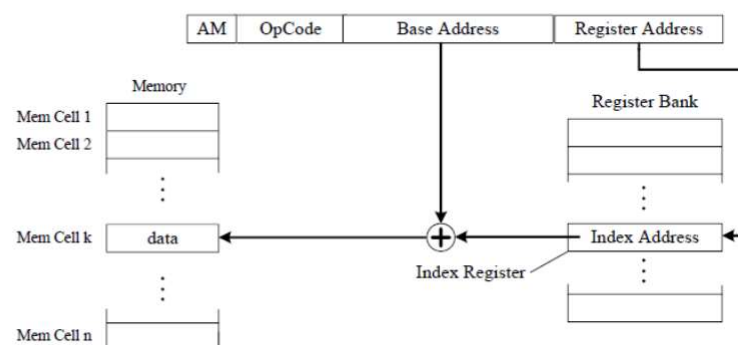 AM OpCode Base Address Register Address
Memory
Register Bank
Mem Cell 1
Mem Cell 2
Mem Cell k data + Index Address
Index Register
Mem Cell n